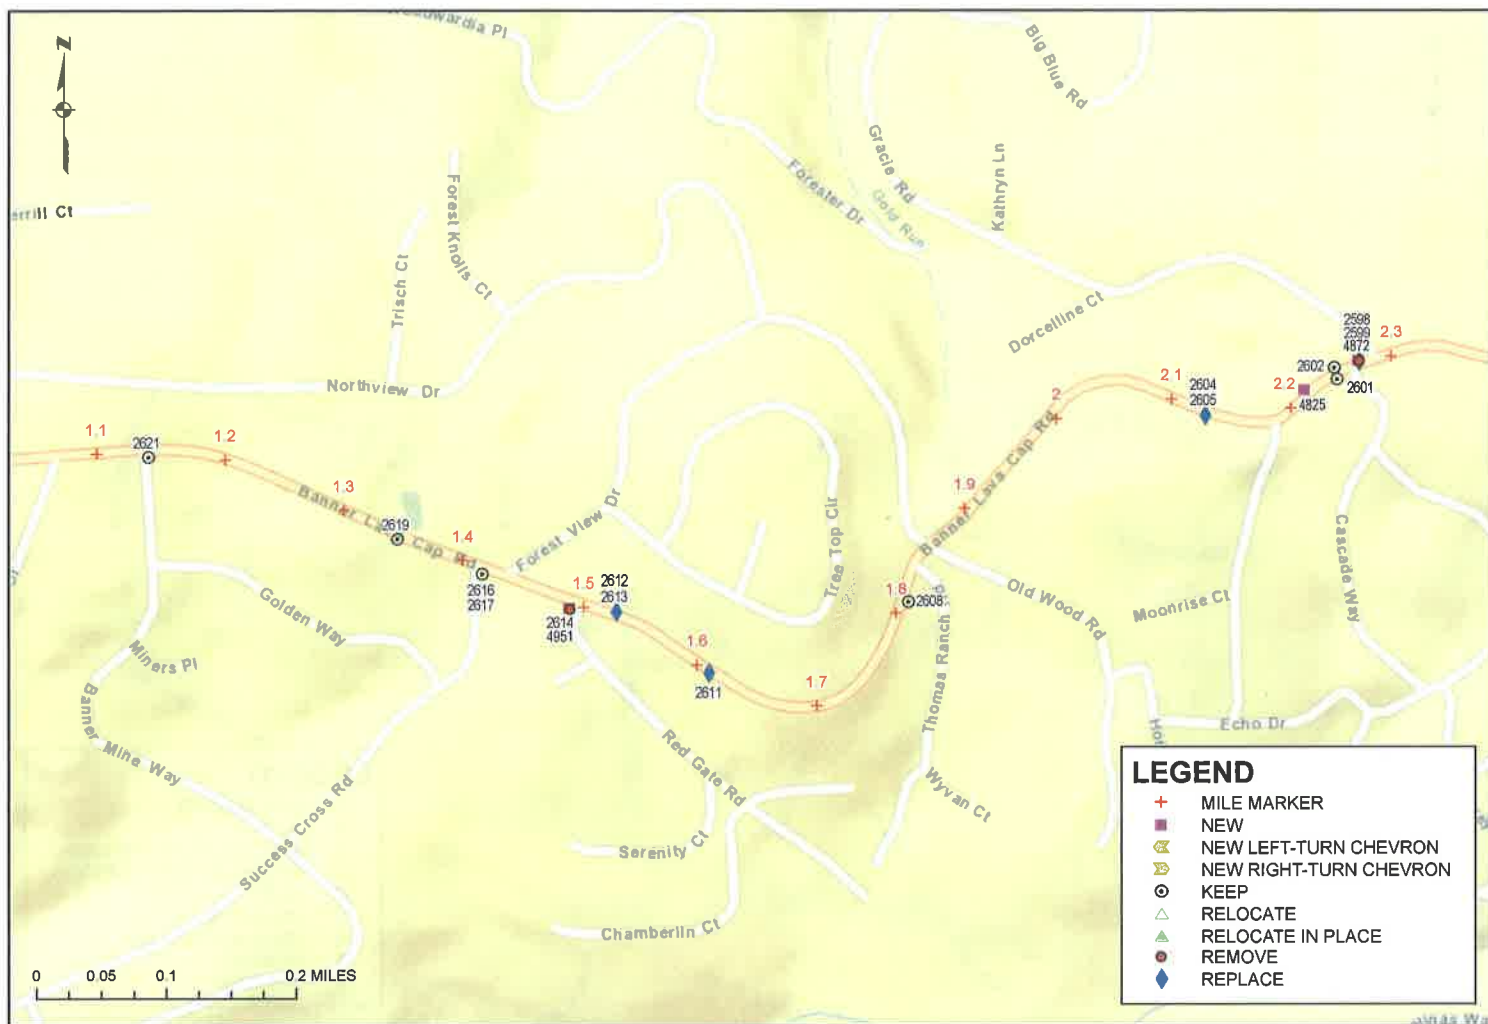 Z
Big Blue Rd
Gracie Rd
Kathryn Ln
Forester Dr
Gold Run
Forest Knolls Ct
Trisch Ct
Dorcelline Ct
Northview Dr
2598
2599
4872
2.3
2602
2601
2.2
4825
2.1
2604
2605
2
Banner Lava Cap Rd
1.9
1.1
2621
1.2
1.3
Banner La
Cap Rd
2619
1.4
2616
2617
Forest View Dr
1.5
2612
2613
2614
4951
1.6
2611
1.7
1.8
2608
Tree Top Cir
Old Wood Rd
Moonrise Ct
Cascade Way
Thomas Ranch
Golden Way
Miners Pl
Banner Mine Way
Success Cross Rd
Red Gate Rd
Serenity Ct
Chamberlin Ct
Wyvan Ct
Echo Dr
0 0.05 0.1 0.2 MILES
LEGEND
MILE MARKER
NEW
NEW LEFT-TURN CHEVRON
NEW RIGHT-TURN CHEVRON
KEEP
RELOCATE
RELOCATE IN PLACE
REMOVE
REPLACE